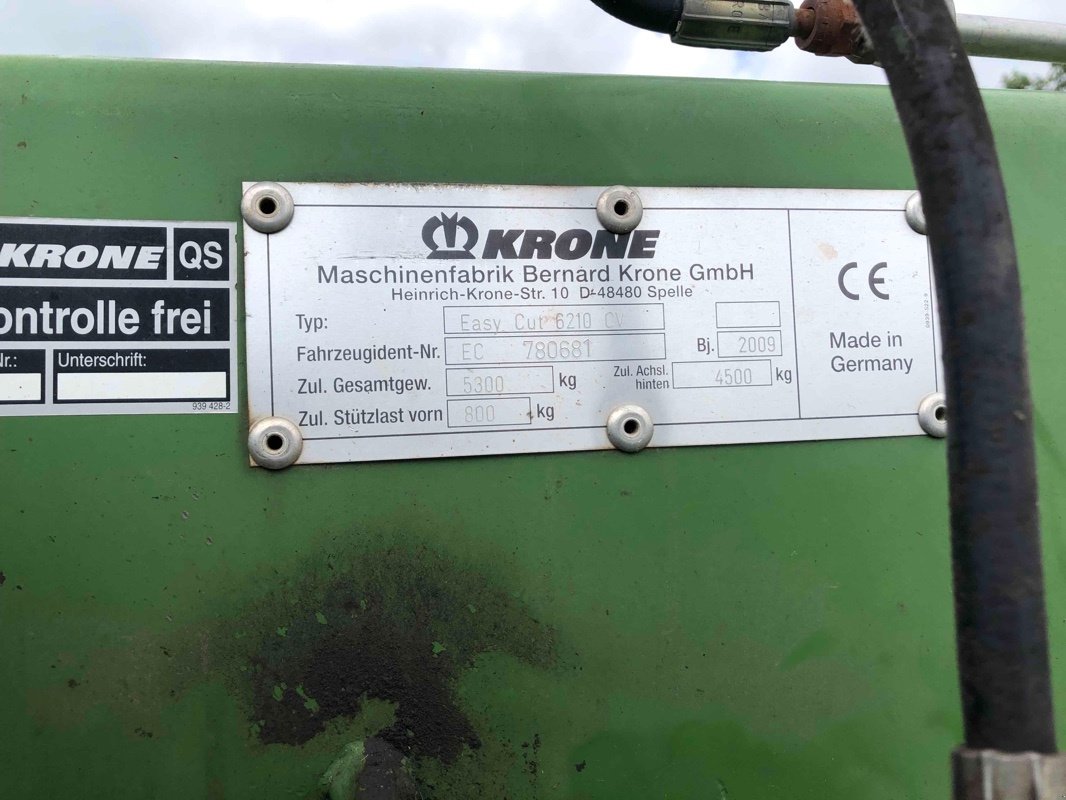 KRONE QS
ontrolle frei
Nr.: Unterschrift:
939 428-2
KRONE
Maschinenfabrik Bernard Krone GmbH
Heinrich-Krone-Str. 10 D-48480 Spelle
Typ: Easy Cut 6210 CV
Fahrzeugident-Nr. EC 780681 Bj. 2009
Zul. Gesamtgew. 5300 kg Zul. Achsl. hinten 4500 kg
Zul. Stützlast vorn 800 kg
CE
Made in
Germany